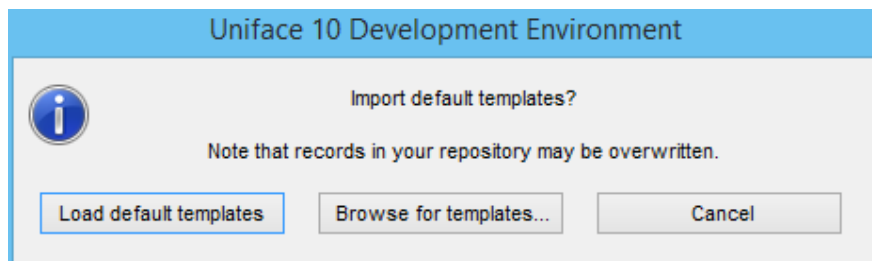 Uniface 10 Development Environment
Import default templates?
Note that records in your repository may be overwritten.
Load default templates
Browse for templates...
Cancel